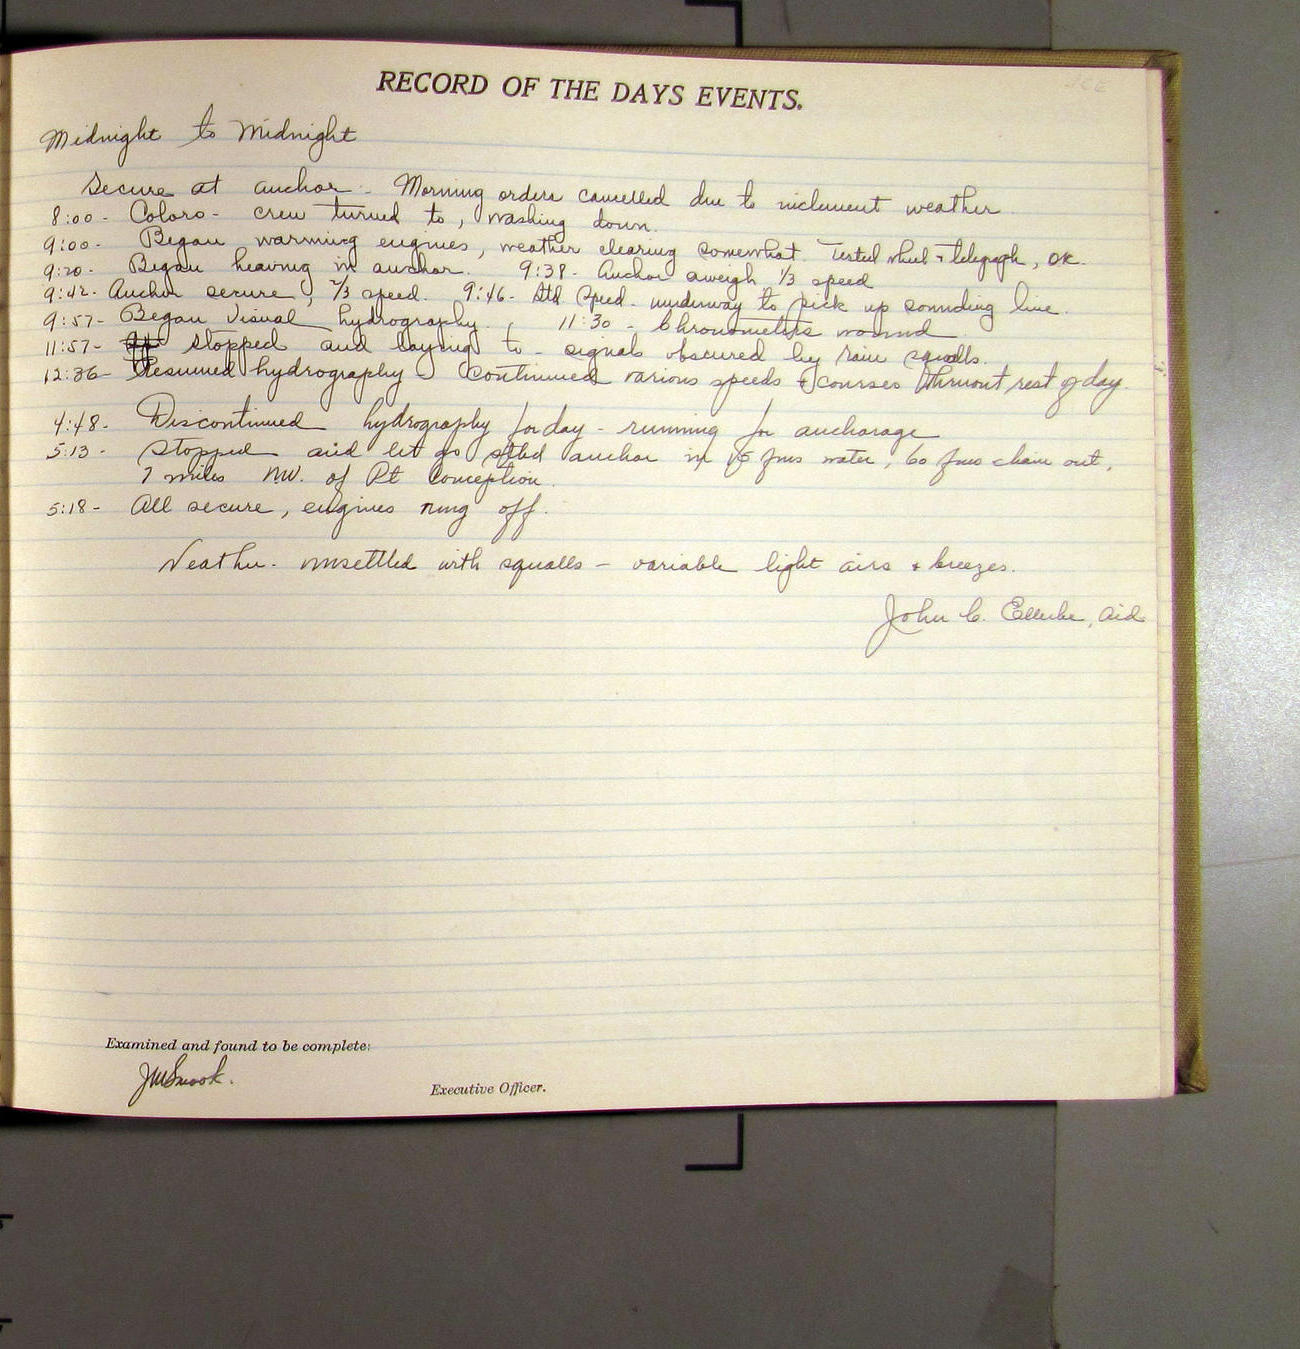 RECORD OF THE DAYS EVENTS.
Midnight to Midnight
Secure at anchor - Morning orders cancelled due to inclement weather.
8:00 - Colors - crew turned to, washing down.
9:00 - Began warming engines, weather clearing somewhat. Tested wheel + telegraph, OK.
9:20 - Began heaving in anchor. 9:38 - Anchor aweigh 1/3 speed
9:42 - Anchor secure, 2/3 speed. 9:46 - Std speed - underway to pick up sounding line.
9:57 - Began visual hydrography. , 11:30 - Chronometers wound
11:57 - stopped and laying to - signals obscured by rain squalls.
12:36 - Resumed hydrography - Continued various speeds & courses thruout rest of day.
4:48 - Discontinued hydrography for day - running for anchorage
5:13 - Stopped and let go stbd anchor in 15 fms water, 60 fms chain out,
7 miles NW. of Pt Conception.
5:18 - All secure, engines rung off.
Weather - unsettled with squalls - variable light airs + breezes.
John C. Ellerbe, Aid
Examined and found to be complete:
JMSmook.
Executive Officer.